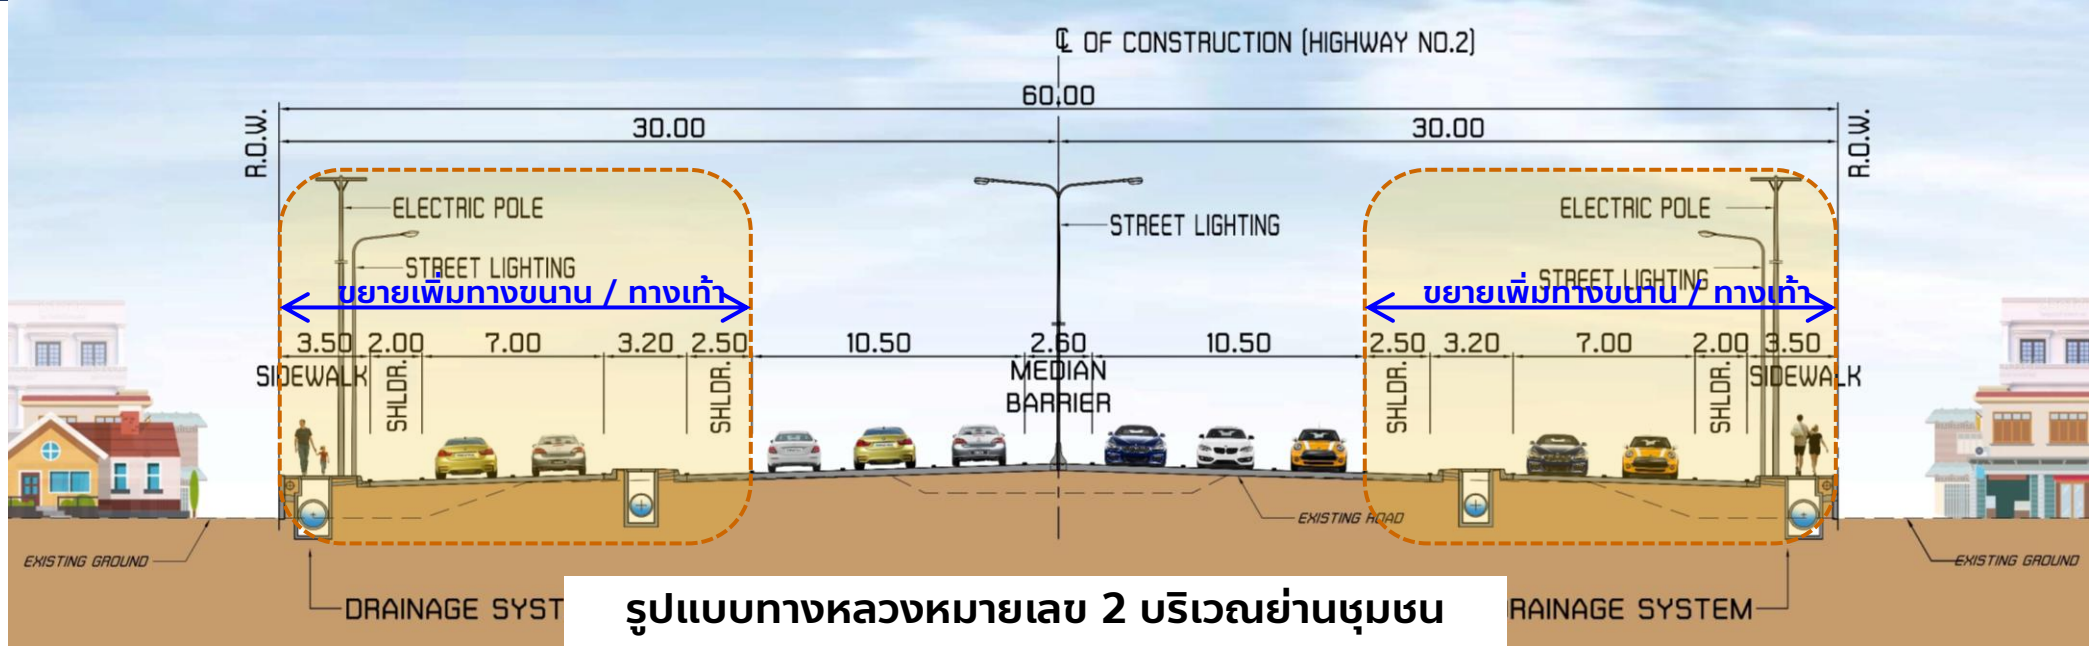 ℄ OF CONSTRUCTION (HIGHWAY NO.2)
60.00
30.00 30.00
R.O.W. R.O.W.
ELECTRIC POLE ELECTRIC POLE
STREET LIGHTING
STREET LIGHTING STREET LIGHTING
ขยายเพิ่มทางขนาน / ทางเท้า ขยายเพิ่มทางขนาน / ทางเท้า
3.50 2.00 7.00 3.20 2.50 10.50 2.60 10.50 2.50 3.20 7.00 2.00 3.50
SIDEWALK SHLDR. SHLDR. MEDIAN SHLDR. SHLDR. SIDEWALK
BARRIER
EXISTING ROAD
EXISTING GROUND EXISTING GROUND
DRAINAGE SYST RAINAGE SYSTEM
รูปแบบทางหลวงหมายเลข 2 บริเวณย่านชุมชน